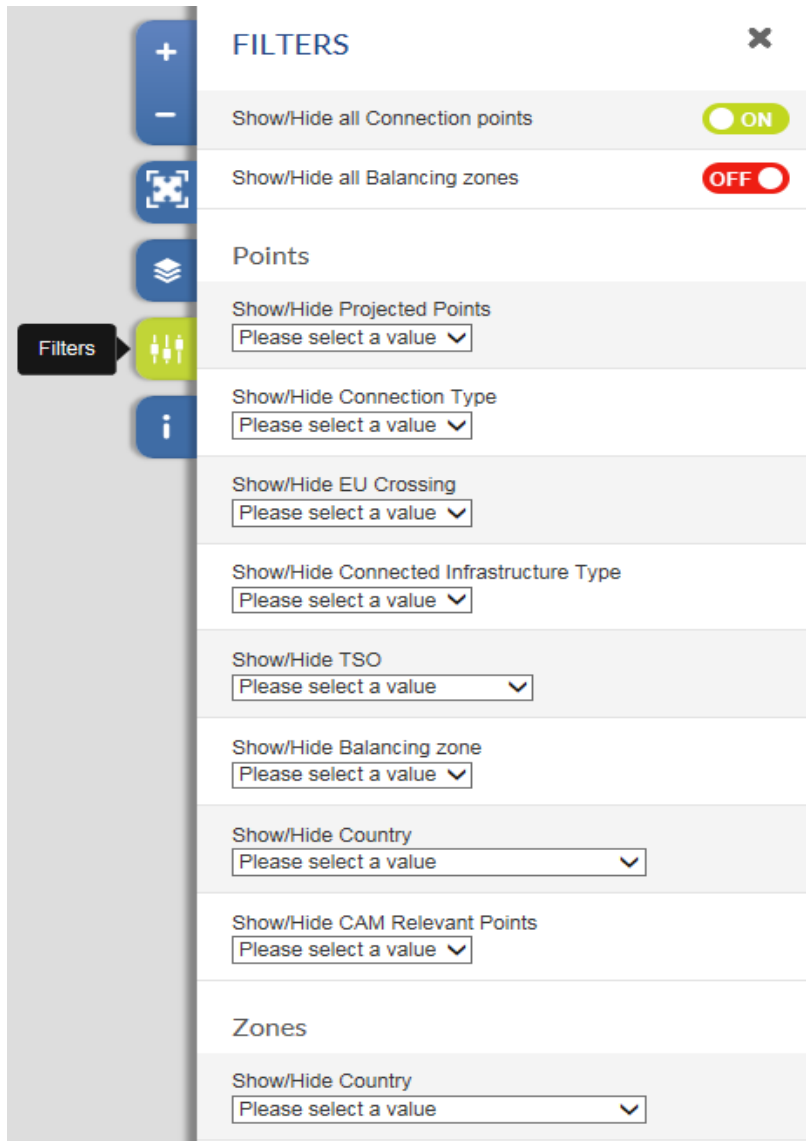 FILTERS
Show/Hide all Connection points
ON
Show/Hide all Balancing zones
OFF
Points
Show/Hide Projected Points
Please select a value
Filters
Show/Hide Connection Type
Please select a value
i
Show/Hide EU Crossing
Please select a value
Show/Hide Connected Infrastructure Type
Please select a value
Show/Hide TSO
Please select a value
Show/Hide Balancing zone
Please select a value
Show/Hide Country
Please select a value
Show/Hide CAM Relevant Points
Please select a value
Zones
Show/Hide Country
Please select a value